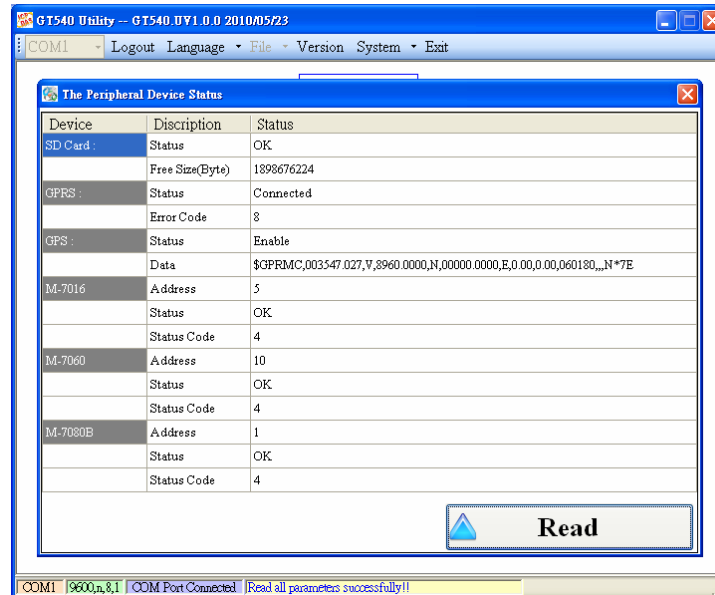 GT540 Utility -- GT540.UV1.0.0 2010/05/23
COM1 Logout Language File Version System Exit
The Peripheral Device Status
Device Discription Status
SD Card : Status OK
Free Size(Byte) 1898676224
GPRS : Status Connected
Error Code 8
GPS : Status Enable
Data $GPRMC,003547.027,V,8960.0000,N,00000.0000,E,0.00,0.00,060180,,,N*7E
M-7016 Address 5
Status OK
Status Code 4
M-7060 Address 10
Status OK
Status Code 4
M-7080B Address 1
Status OK
Status Code 4
Read
COM1 9600,n,8,1 COM Port Connected Read all parameters successfully!!